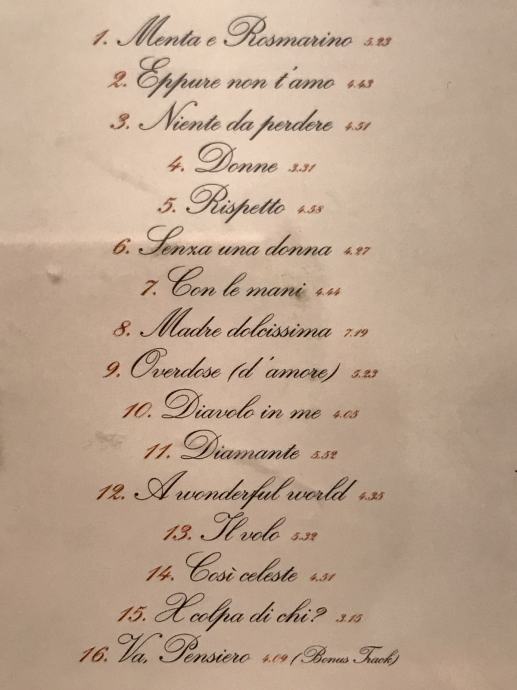 1. Menta e Rosmarino 5.23
2. Eppure non t'amo 4.43
3. Niente da perdere 4.51
4. Donne 3.31
5. Rispetto 4.58
6. Senza una donna 4.27
7. Con le mani 4.44
8. Madre dolcissima 7.19
9. Overdose (d'amore) 5.23
10. Diavolo in me 4.05
11. Diamante 5.52
12. A wonderful world 4.35
13. Il volo 5.32
14. Così celeste 4.51
15. X colpa di chi? 3.15
16. Va, Pensiero 4.09 (Bonus Track)